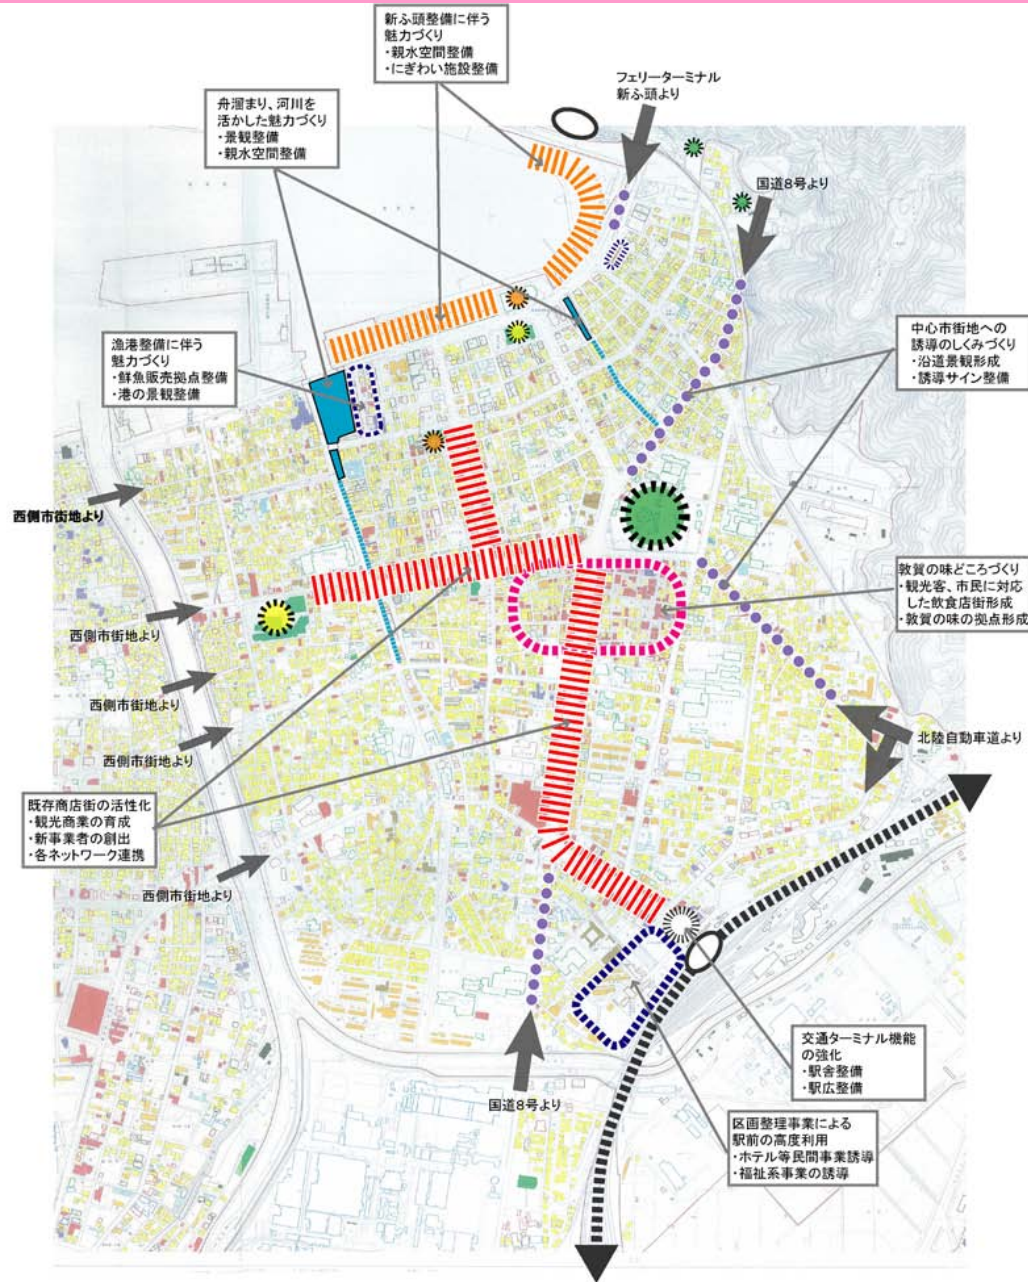 新ふ頭整備に伴う
魅力づくり
・親水空間整備
・にぎわい施設整備
フェリーターミナル
新ふ頭より
舟溜まり、河川を
活かした魅力づくり
・景観整備
・親水空間整備
国道8号より
漁港整備に伴う
魅力づくり
・鮮魚販売拠点整備
・港の景観整備
中心市街地への
誘導のしくみづくり
・沿道景観形成
・誘導サイン整備
西側市街地より
敦賀の味どころづくり
・観光客、市民に対応
した飲食店街形成
・敦賀の味の拠点形成
西側市街地より
西側市街地より
西側市街地より
北陸自動車道より
既存商店街の活性化
・観光商業の育成
・新事業者の創出
・各ネットワーク連携
西側市街地より
交通ターミナル機能
の強化
・駅舎整備
・駅広整備
国道8号より
区画整理事業による
駅前の高度利用
・ホテル等民間事業誘導
・福祉系事業の誘導